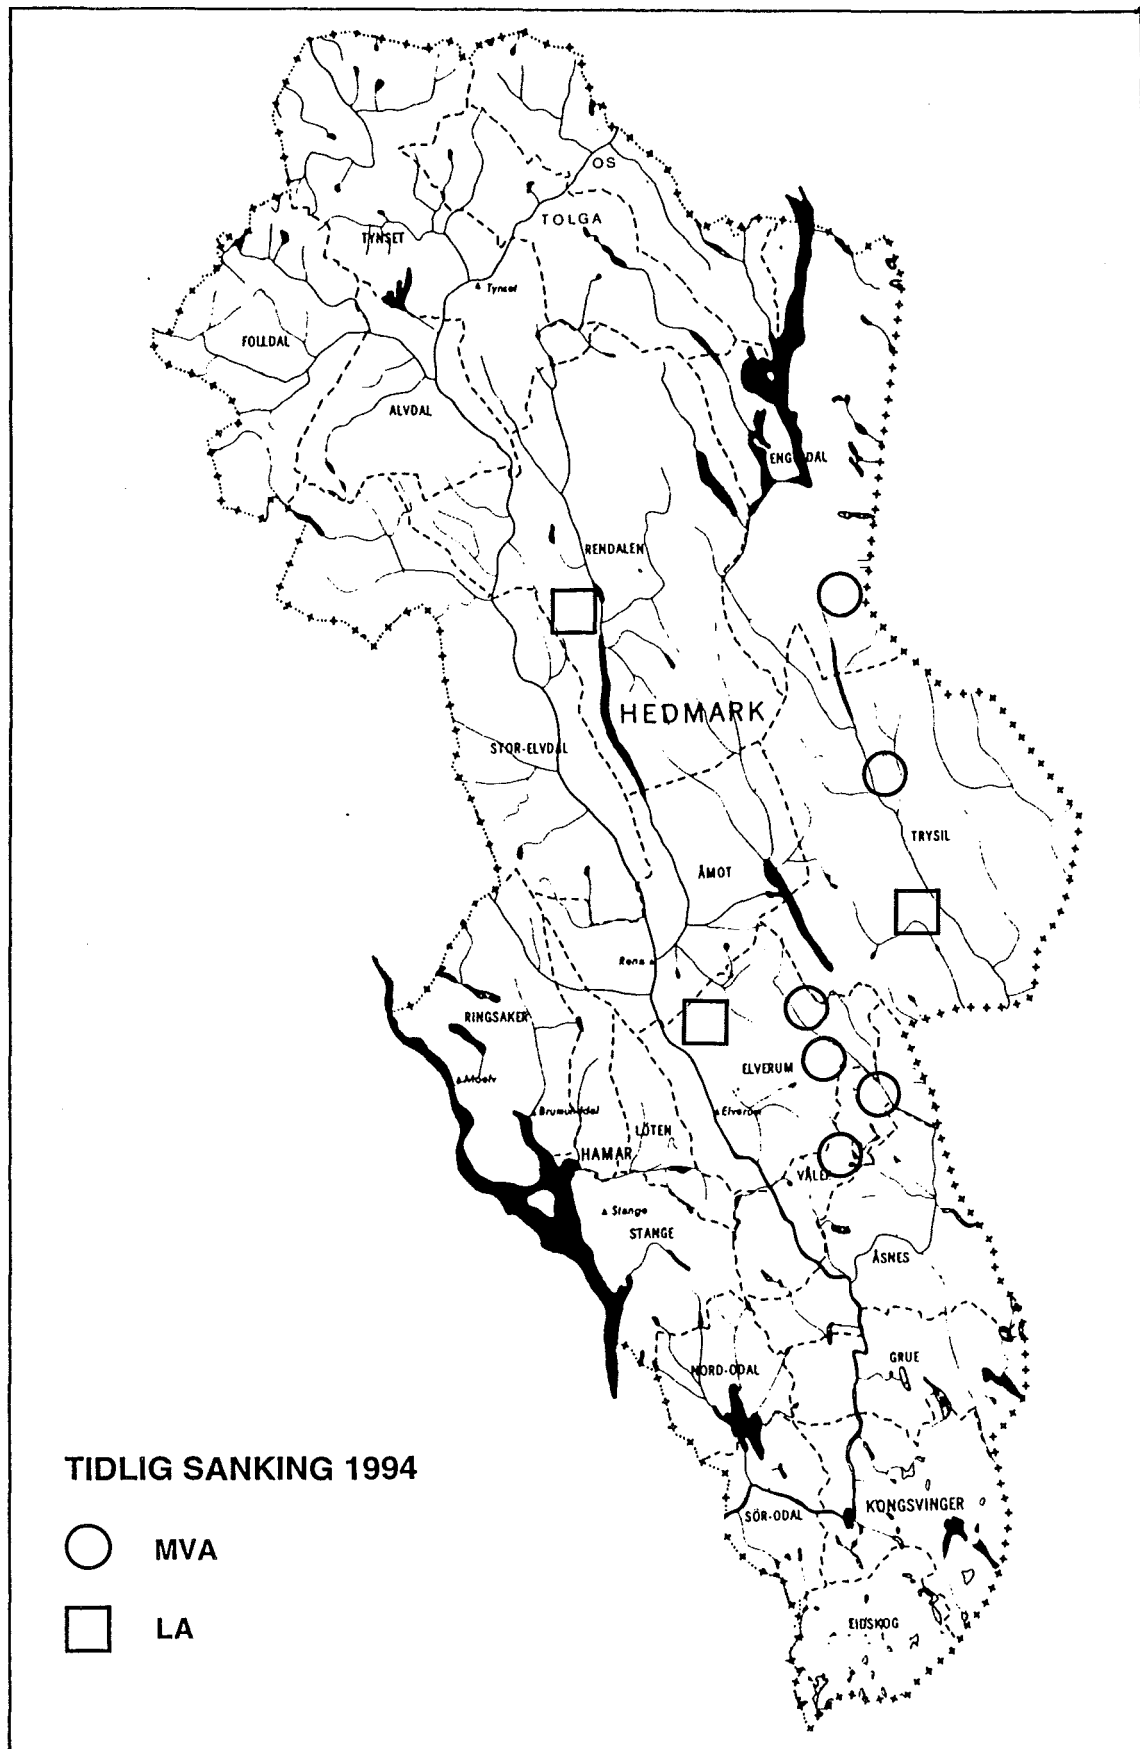 OS
TOLGA
TYNSET
Tynset
FOLLDAL
ALVDAL
ENGERDAL
RENDALEN
HEDMARK
STOR-ELVDAL
TRYSIL
ÅMOT
Rena
RINGSAKER
ELVERUM
Moelv
Brumunddal
Elverum
LÖTEN
HAMAR
VÅLER
Stange
STANGE
ÅSNES
GRUE
NORD-ODAL
TIDLIG SANKING 1994
KONGSVINGER
SÖR-ODAL
MVA
EIDSKOG
LA